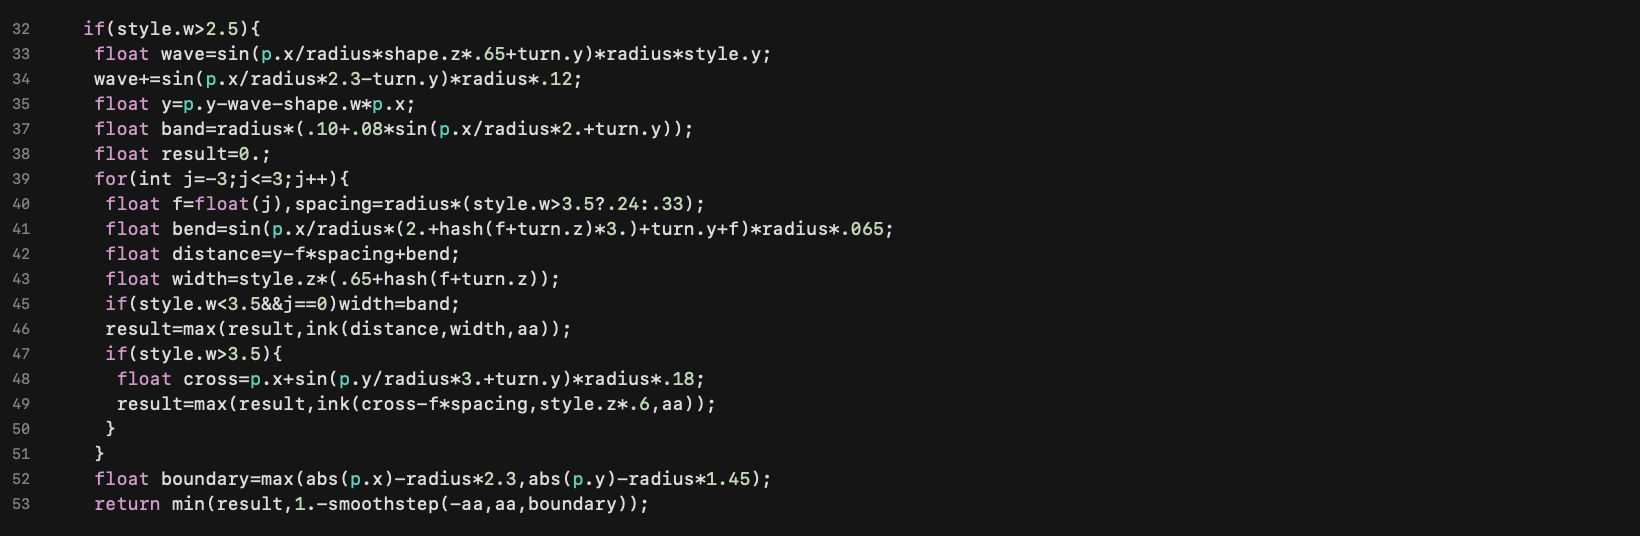 32 if(style.w>2.5){
33 float wave=sin(p.x/radius*shape.z*.65+turn.y)*radius*style.y;
34 wave+=sin(p.x/radius*2.3-turn.y)*radius*.12;
35 float y=p.y-wave-shape.w*p.x;
37 float band=radius*(.10+.08*sin(p.x/radius*2.+turn.y));
38 float result=0.;
39 for(int j=-3;j<=3;j++){
40 float f=float(j),spacing=radius*(style.w>3.5?.24:.33);
41 float bend=sin(p.x/radius*(2.+hash(f+turn.z)*3.)+turn.y+f)*radius*.065;
42 float distance=y-f*spacing+bend;
43 float width=style.z*(.65+hash(f+turn.z));
45 if(style.w<3.5&&j==0)width=band;
46 result=max(result,ink(distance,width,aa));
47 if(style.w>3.5){
48 float cross=p.x+sin(p.y/radius*3.+turn.y)*radius*.18;
49 result=max(result,ink(cross-f*spacing,style.z*.6,aa));
50 }
51 }
52 float boundary=max(abs(p.x)-radius*2.3,abs(p.y)-radius*1.45);
53 return min(result,1.-smoothstep(-aa,aa,boundary));